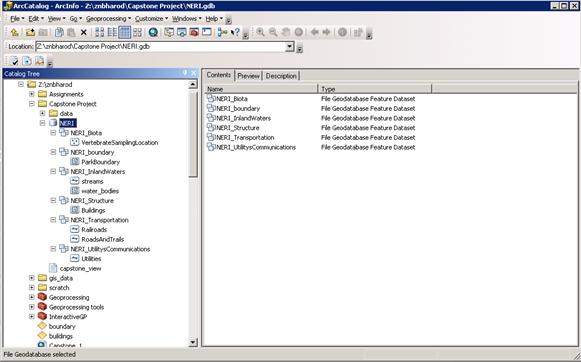 ArcCatalog - ArcInfo - Z:\znbharod\Capstone Project\NERI.gdb
File Edit View Go Geoprocessing Customize Windows Help
Location: Z:\znbharod\Capstone Project\NERI.gdb
Catalog Tree
Z:\znbharod
Assignments
Capstone Project
data
NERI
NERI_Biota
VertebrateSamplingLocation
NERI_boundary
ParkBoundary
NERI_InlandWaters
streams
water_bodies
NERI_Structure
Buildings
NERI_Transportation
Railroads
RoadsAndTrails
NERI_UtilitysCommunications
Utilities
capstone_view
gis_data
scratch
Geoprocessing
Geoprocessing tools
InteractiveGP
boundary
buildings
Capstone_1
Contents Preview Description
Name Type
NERI_Biota File Geodatabase Feature Dataset
NERI_boundary File Geodatabase Feature Dataset
NERI_InlandWaters File Geodatabase Feature Dataset
NERI_Structure File Geodatabase Feature Dataset
NERI_Transportation File Geodatabase Feature Dataset
NERI_UtilitysCommunications File Geodatabase Feature Dataset
File Geodatabase selected